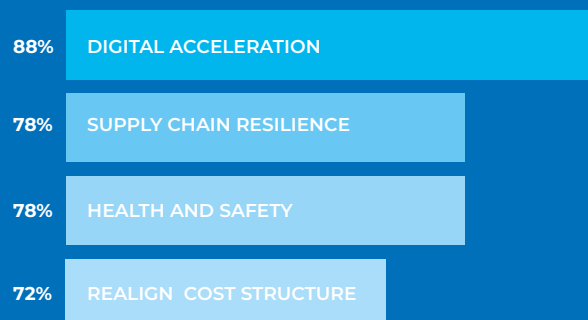 88% DIGITAL ACCELERATION
78% SUPPLY CHAIN RESILIENCE
78% HEALTH AND SAFETY
72% REALIGN  COST STRUCTURE